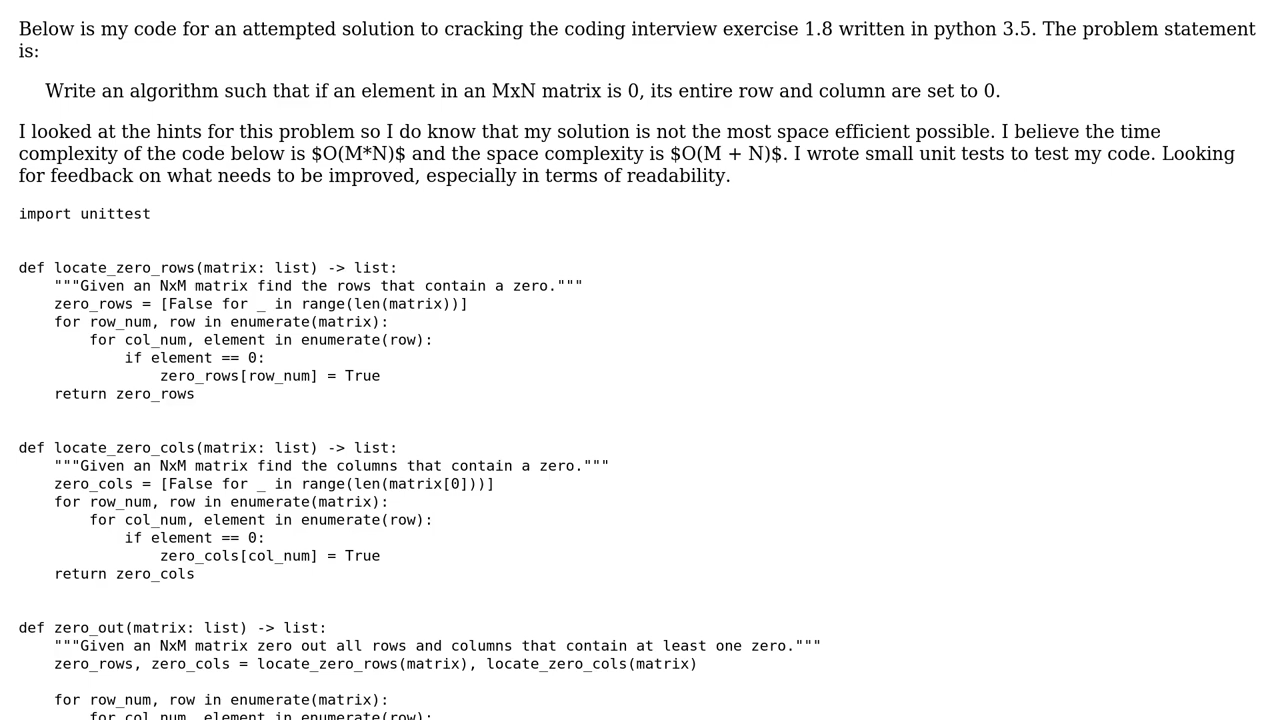 Below is my code for an attempted solution to cracking the coding interview exercise 1.8 written in python 3.5. The problem statement
is:
Write an algorithm such that if an element in an MxN matrix is 0, its entire row and column are set to 0.
I looked at the hints for this problem so I do know that my solution is not the most space efficient possible. I believe the time
complexity of the code below is $O(M*N)$ and the space complexity is $O(M + N)$. I wrote small unit tests to test my code. Looking
for feedback on what needs to be improved, especially in terms of readability.
import unittest
def locate_zero_rows(matrix: list) -> list:
    """Given an NxM matrix find the rows that contain a zero."""
    zero_rows = [False for _ in range(len(matrix))]
    for row_num, row in enumerate(matrix):
        for col_num, element in enumerate(row):
            if element == 0:
                zero_rows[row_num] = True
    return zero_rows
def locate_zero_cols(matrix: list) -> list:
    """Given an NxM matrix find the columns that contain a zero."""
    zero_cols = [False for _ in range(len(matrix[0]))]
    for row_num, row in enumerate(matrix):
        for col_num, element in enumerate(row):
            if element == 0:
                zero_cols[col_num] = True
    return zero_cols
def zero_out(matrix: list) -> list:
    """Given an NxM matrix zero out all rows and columns that contain at least one zero."""
    zero_rows, zero_cols = locate_zero_rows(matrix), locate_zero_cols(matrix)
    for row_num, row in enumerate(matrix):
        for col_num, element in enumerate(row):